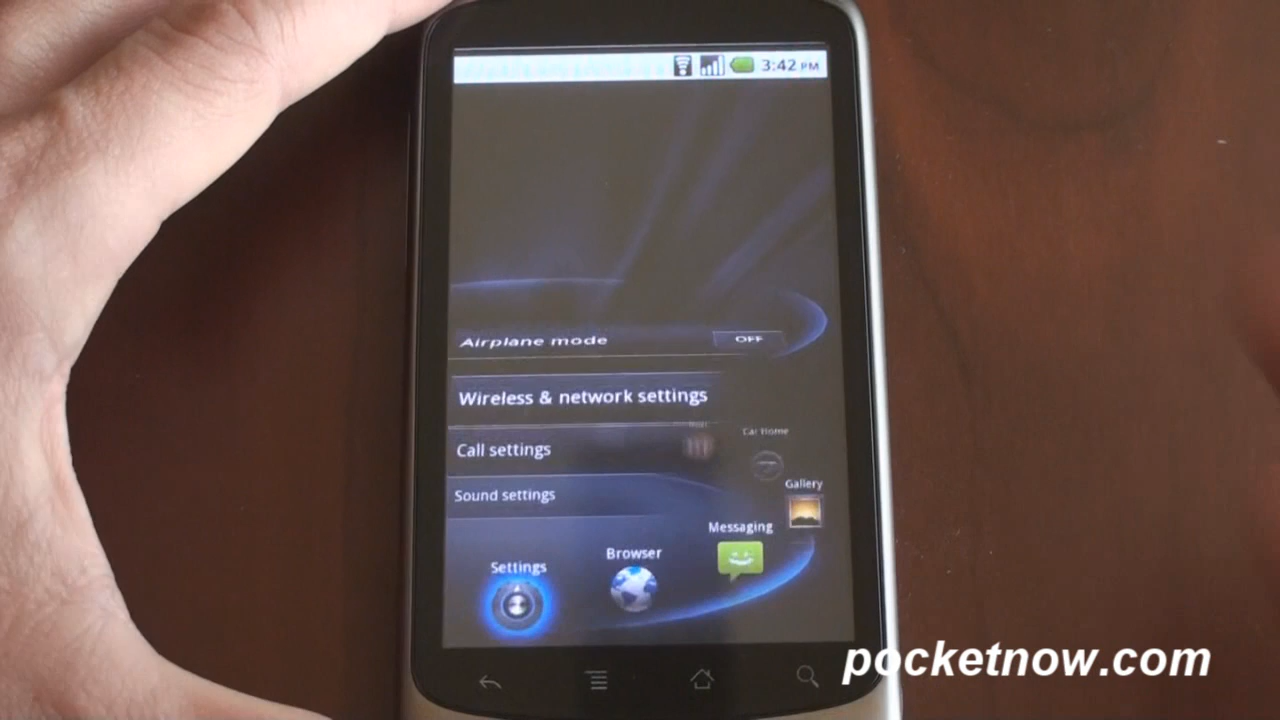 3:42 PM
Airplane mode
OFF
Wireless & network settings
Call settings
Car Home
Sound settings
Gallery
Messaging
Browser
Settings
pocketnow.com